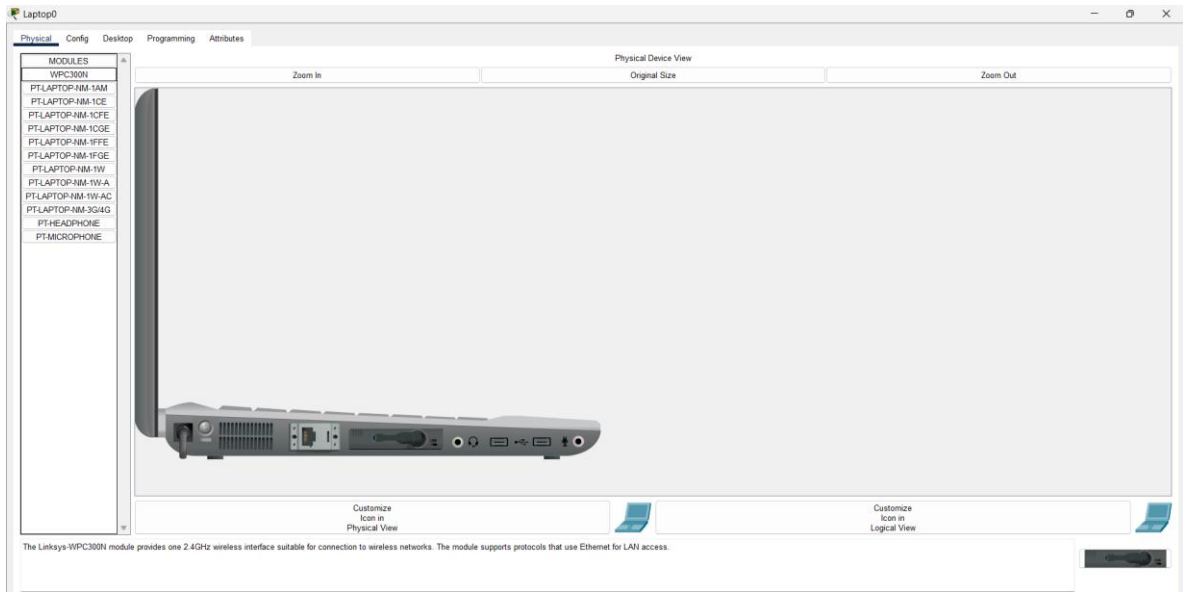 Laptop0
Physical Config Desktop Programming Attributes
MODULES
WPC300N
PT-LAPTOP-NM-1AM
PT-LAPTOP-NM-1CE
PT-LAPTOP-NM-1CFE
PT-LAPTOP-NM-1CGE
PT-LAPTOP-NM-1FFE
PT-LAPTOP-NM-1FGE
PT-LAPTOP-NM-1W
PT-LAPTOP-NM-1W-A
PT-LAPTOP-NM-1W-AC
PT-LAPTOP-NM-3G/4G
PT-HEADPHONE
PT-MICROPHONE
Physical Device View
Zoom In Original Size Zoom Out
Customize
Icon in
Physical View
Customize
Icon in
Logical View
The Linksys-WPC300N module provides one 2.4GHz wireless interface suitable for connection to wireless networks. The module supports protocols that use Ethernet for LAN access.